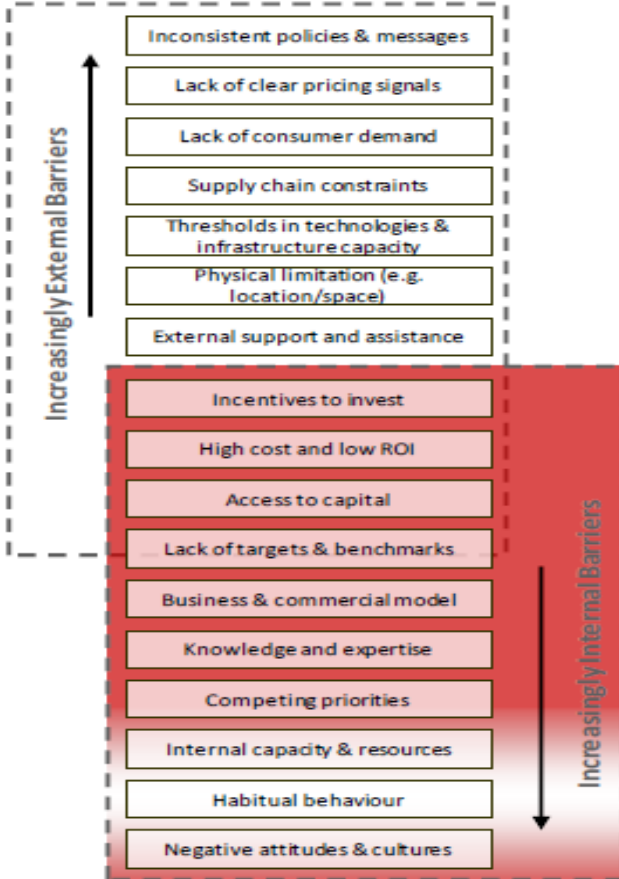 Inconsistent policies & messages
Lack of clear pricing signals
Lack of consumer demand
Supply chain constraints
Thresholds in technologies &
infrastructure capacity
Physical limitation (e.g.
location/space)
External support and assistance
Increasingly External Barriers
Incentives to invest
High cost and low ROI
Access to capital
Lack of targets & benchmarks
Business & commercial model
Knowledge and expertise
Competing priorities
Internal capacity & resources
Habitual behaviour
Negative attitudes & cultures
Increasingly Internal Barriers